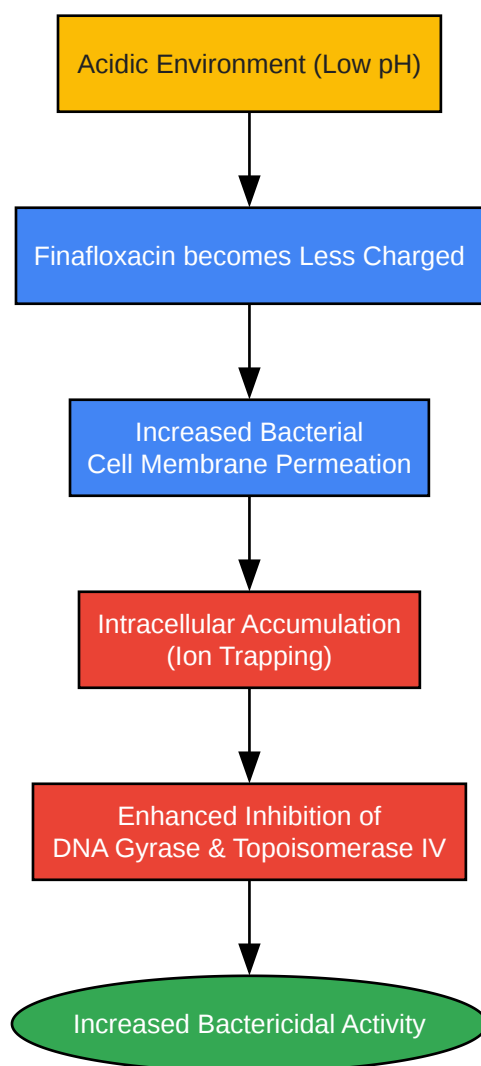 Acidic Environment (Low pH)
Finafloxacin becomes Less Charged
Increased Bacterial
Cell Membrane Permeation
Intracellular Accumulation
(Ion Trapping)
Enhanced Inhibition of
DNA Gyrase & Topoisomerase IV
Increased Bactericidal Activity